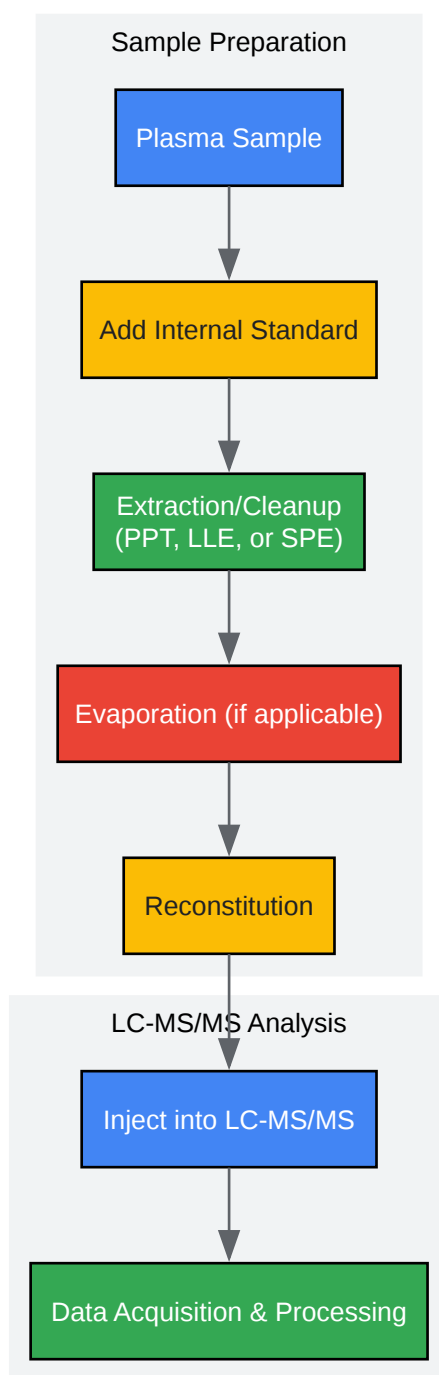 Sample Preparation
Plasma Sample
Add Internal Standard
Extraction/Cleanup
(PPT, LLE, or SPE)
Evaporation (if applicable)
Reconstitution
LC-MS/MS Analysis
Inject into LC-MS/MS
Data Acquisition & Processing